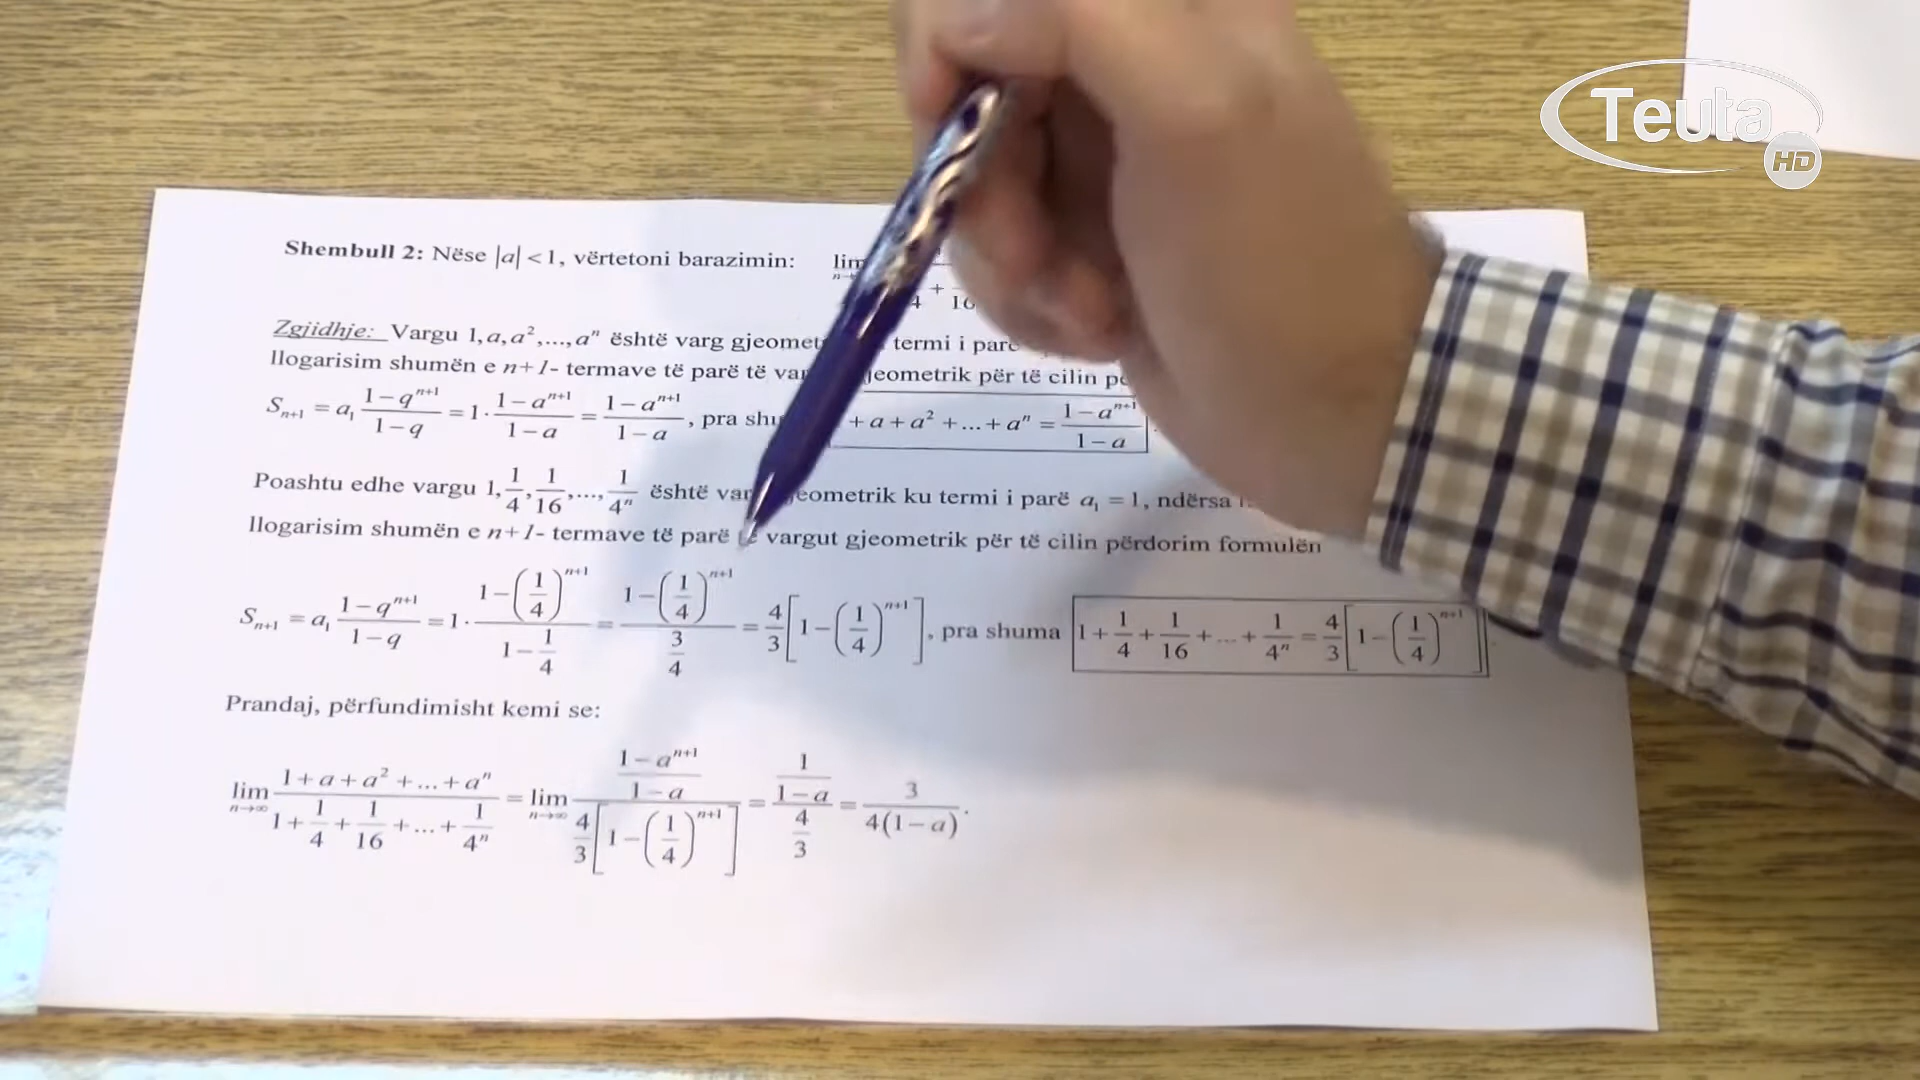 Teuta HD
Shembull 2: Nëse |a| < 1, vërtetoni barazimin: lim
Zgjidhje: Vargu 1, a, a², ..., aⁿ është varg termi i parë
llogarisim shumën e n+1- termave të parë të gjeometrik për të cilin
Sₙ₊₁ = a₁ (1 − qⁿ⁺¹)/(1 − q) = 1 · (1 − aⁿ⁺¹)/(1 − a) = (1 − aⁿ⁺¹)/(1 − a), pra + a + a² + ... + aⁿ = (1 − aⁿ⁺¹)/(1 − a)
Poashtu edhe vargu 1, 1/4, 1/16, ..., 1/4ⁿ është gjeometrik ku termi i parë a₁ = 1, ndërsa
llogarisim shumën e n+1- termave të parë të vargut gjeometrik për të cilin përdorim formulën
Sₙ₊₁ = a₁ (1 − qⁿ⁺¹)/(1 − q) = 1 · (1 − (1/4)ⁿ⁺¹)/(1 − 1/4) = (1 − (1/4)ⁿ⁺¹)/(3/4) = 4/3 [1 − (1/4)ⁿ⁺¹], pra shuma 1 + 1/4 + 1/16 + ... + 1/4ⁿ = 4/3 [1 − (1/4)ⁿ⁺¹].
Prandaj, përfundimisht kemi se:
lim n→∞ (1 + a + a² + ... + aⁿ)/(1 + 1/4 + 1/16 + ... + 1/4ⁿ) = lim n→∞ ((1 − aⁿ⁺¹)/(1 − a))/(4/3 [1 − (1/4)ⁿ⁺¹]) = (1/(1 − a))/(4/3) = 3/(4(1 − a)).